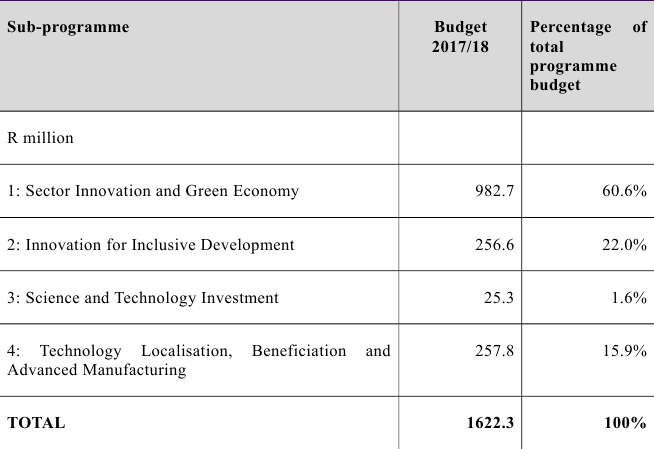 Sub-programme Budget Percentage of
2017/18 total
programme
budget
R million
1: Sector Innovation and Green Economy 982.7 60.6%
2: Innovation for Inclusive Development 256.6 22.0%
3: Science and Technology Investment 25.3 1.6%
4: Technology Localisation, Beneficiation and 257.8 15.9%
Advanced Manufacturing
TOTAL 1622.3 100%